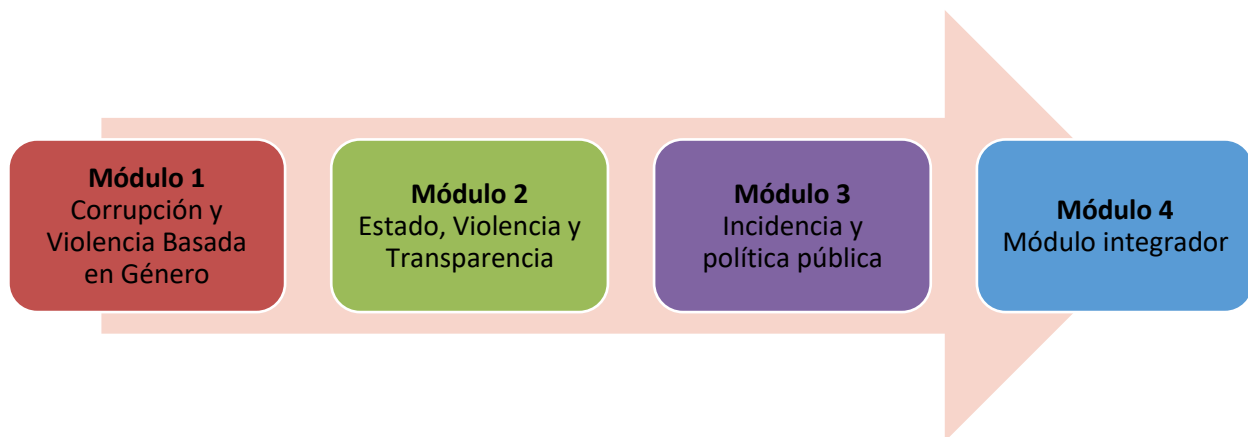 Módulo 1
Corrupción y
Violencia Basada
en Género
Módulo 2
Estado, Violencia y
Transparencia
Módulo 3
Incidencia y
política pública
Módulo 4
Módulo integrador